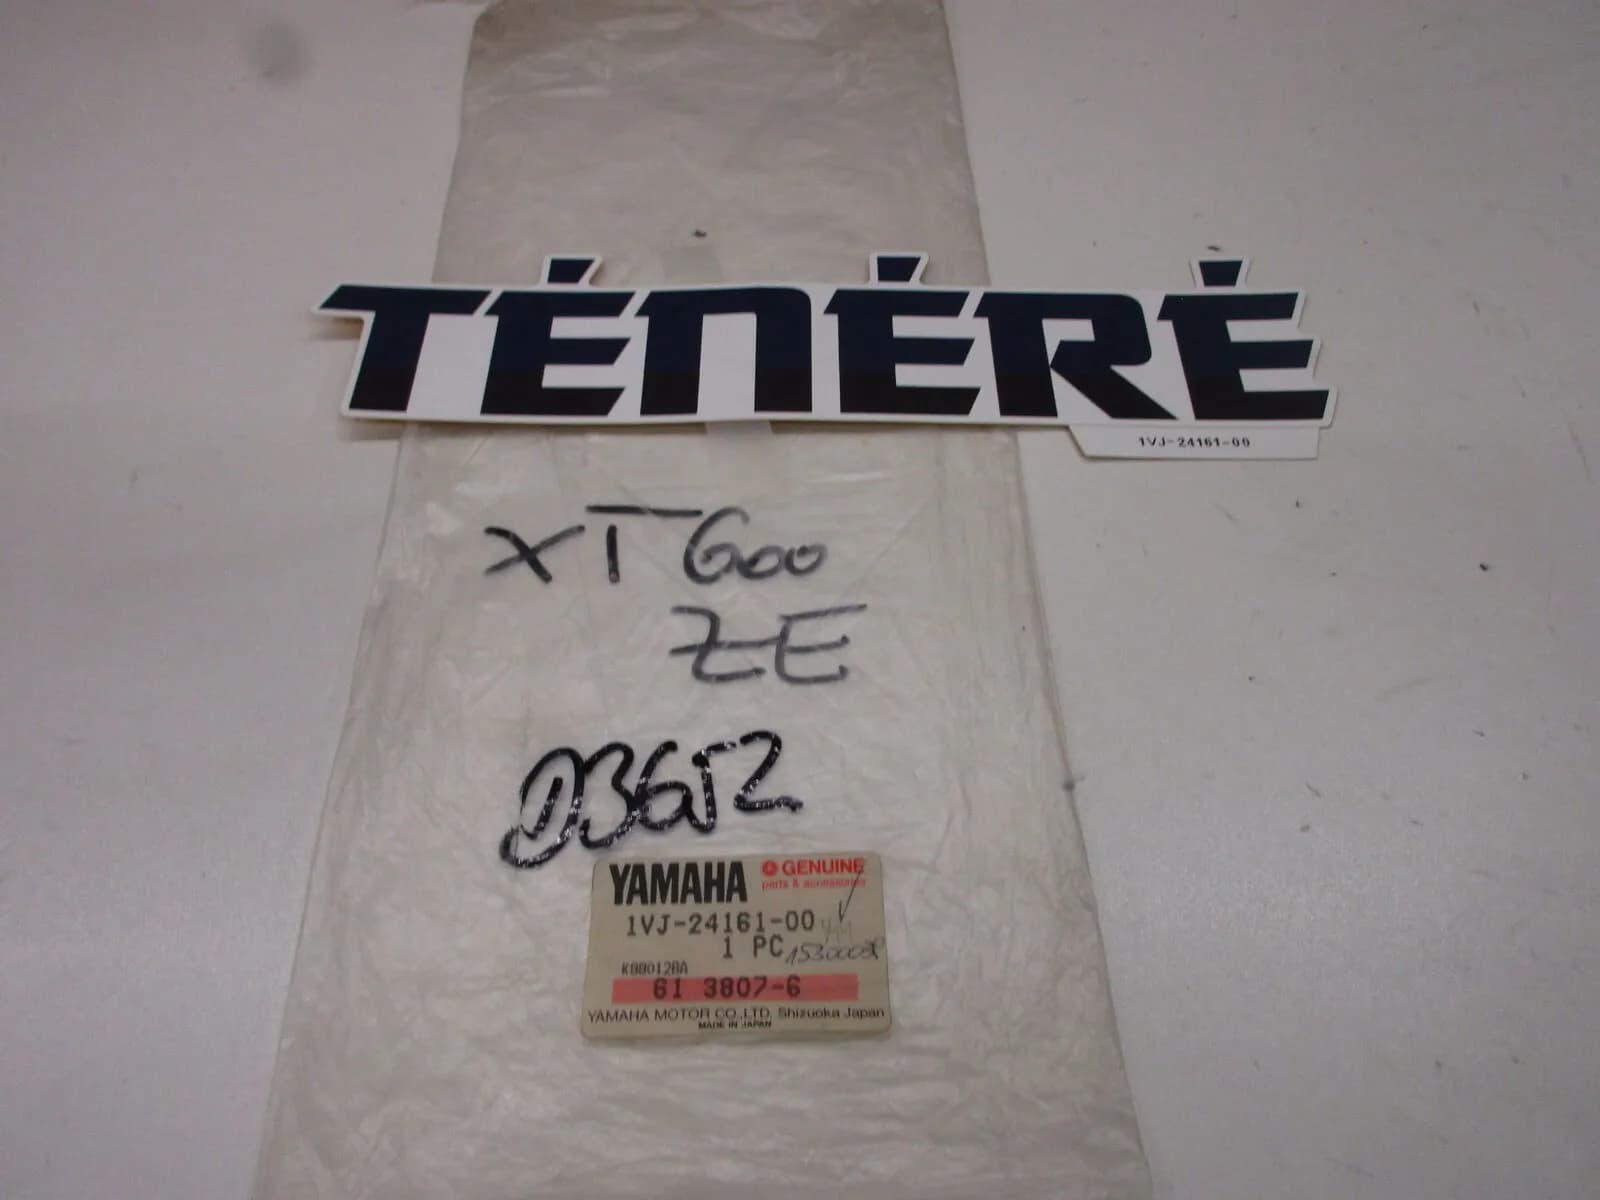 TÉNÉRÉ
1VJ-24161-00
XT600
ZE
D3652
YAMAHA GENUINE
parts & accessories
1VJ-24161-00
1 PC
K880128A
61 3807-6
YAMAHA MOTOR CO.,LTD. Shizuoka Japan
MADE IN JAPAN